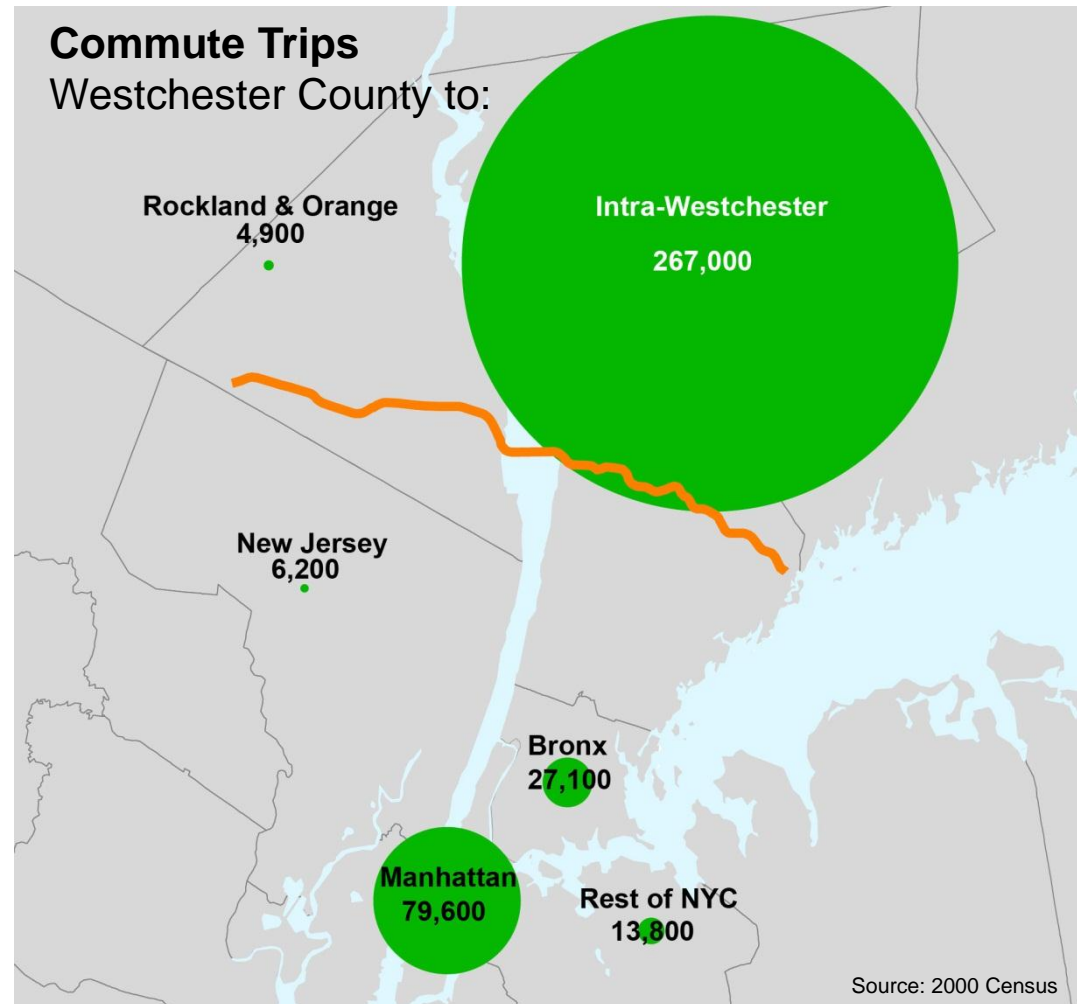 Commute Trips
Westchester County to:
Rockland & Orange
4,900
Intra-Westchester
267,000
New Jersey
6,200
Bronx
27,100
Manhattan
79,600
Rest of NYC
13,800
Source: 2000 Census